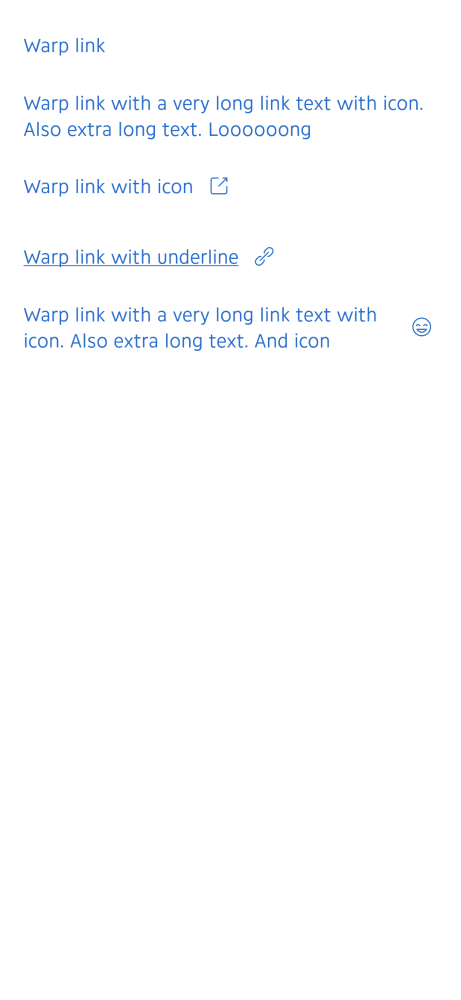 Warp link
Warp link with a very long link text with icon.
Also extra long text. Looooooong
Warp link with icon
Warp link with underline
Warp link with a very long link text with
icon. Also extra long text. And icon